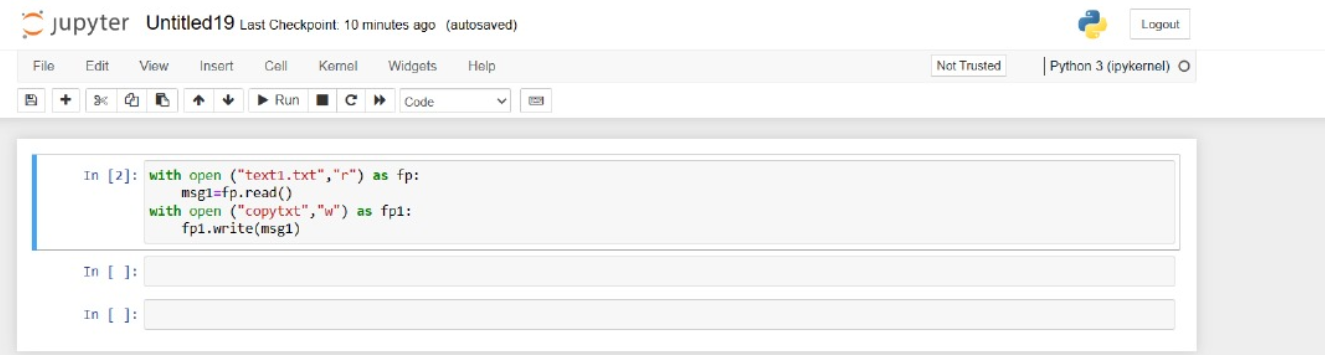 jupyter Untitled19 Last Checkpoint: 10 minutes ago (autosaved) Logout
File Edit View Insert Cell Kernel Widgets Help Not Trusted Python 3 (ipykernel)
Run Code
In [2]: with open ("text1.txt","r") as fp:
msg1=fp.read()
with open ("copytxt","w") as fp1:
fp1.write(msg1)
In [ ]:
In [ ]: